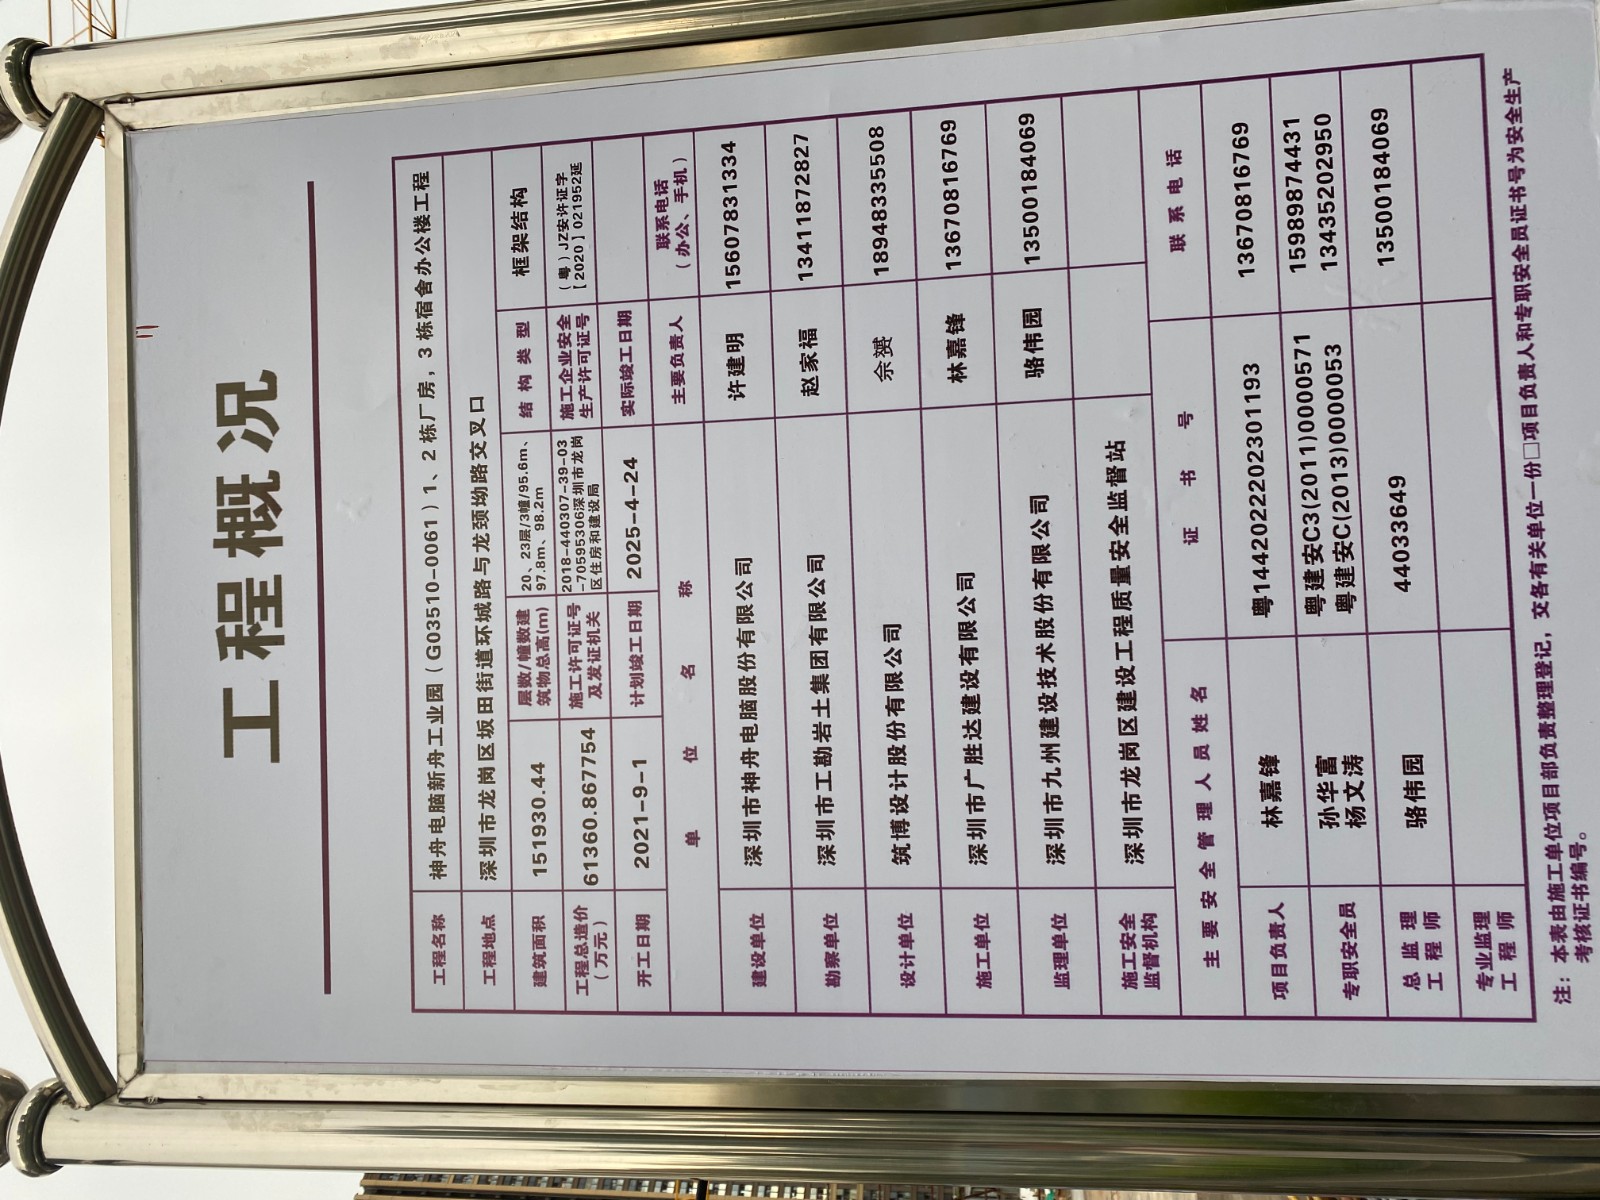 工程概况
工程名称 神舟电脑新舟工业园(G03510-0061)1、2栋厂房，3栋宿舍办公楼工程
工程地点 深圳市龙岗区坂田街道环城路与龙颈坳路交叉口
建筑面积 151930.44 层数/幢数建 20、23层/3幢/95.6m、 结构类型 框架结构
筑物总高(m) 97.8m、98.2m
工程总造价 61360.867754 施工许可证号 2018-440307-39-03 施工企业安全 (粤)JZ安许证字
(万元) 及发证机关 -70595306深圳市龙岗 生产许可证号 【2020】021952延
区住房和建设局
开工日期 2021-9-1 计划竣工日期 2025-4-24 实际竣工日期
单位名称 主要负责人 联系电话
(办公、手机)
建设单位 深圳市神舟电脑股份有限公司 许建明 15607831334
勘察单位 深圳市工勘岩土集团有限公司 赵家福 13411872827
设计单位 筑博设计股份有限公司 佘赟 18948335508
施工单位 深圳市广胜达建设有限公司 林嘉锋 13670816769
监理单位 深圳市九州建设技术股份有限公司 骆伟园 13500184069
施工安全 深圳市龙岗区建设工程质量安全监督站
监督机构
主要安全管理人员姓名 证书号 联系电话
项目负责人 林嘉锋 粤1442022202301193 13670816769
专职安全员 孙华富 粤建安C3(2011)0000571 15989874431
杨文涛 粤建安C(2013)0000053 13435202950
总监理 骆伟园 44033649 13500184069
工程师
专业监理
工程师
注：本表由施工单位项目部负责整理登记，交各有关单位一份□项目负责人和专职安全员证书号为安全生产
考核证书编号。